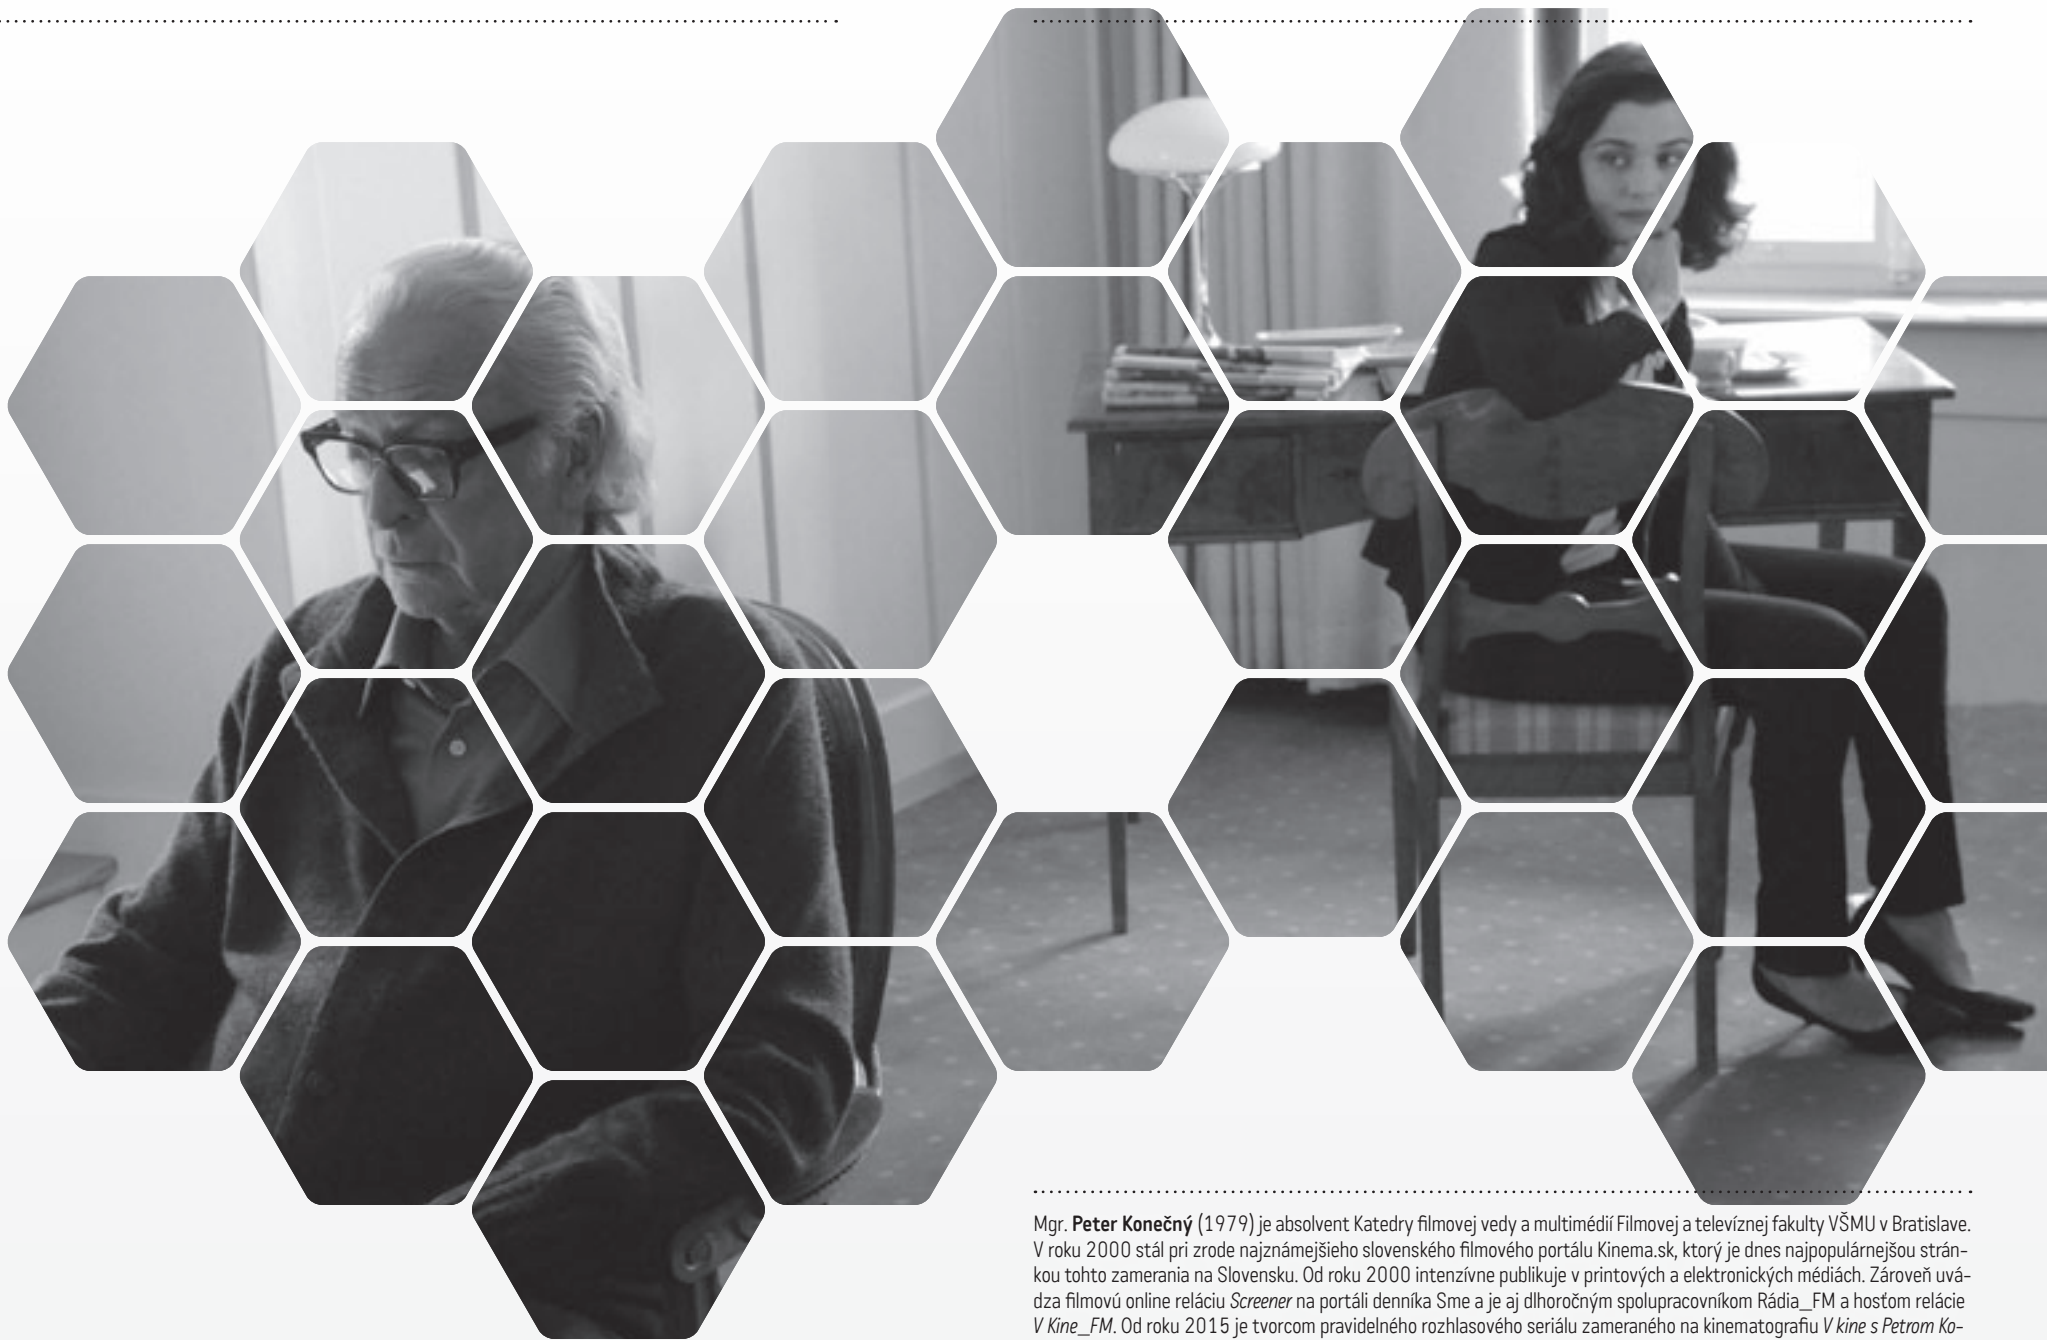 Mgr. Peter Konečný (1979) je absolvent Katedry filmovej vedy a multimédií Filmovej a televíznej fakulty VŠMU v Bratislave.
V roku 2000 stál pri zrode najznámejšieho slovenského filmového portálu Kinema.sk, ktorý je dnes najpopulárnejšou strán-
kou tohto zamerania na Slovensku. Od roku 2000 intenzívne publikuje v printových a elektronických médiách. Zároveň uvá-
dza filmovú online reláciu Screener na portáli denníka Sme a je aj dlhoročným spolupracovníkom Rádia_FM a hosťom relácie
V Kine_FM. Od roku 2015 je tvorcom pravidelného rozhlasového seriálu zameraného na kinematografiu V kine s Petrom Ko-